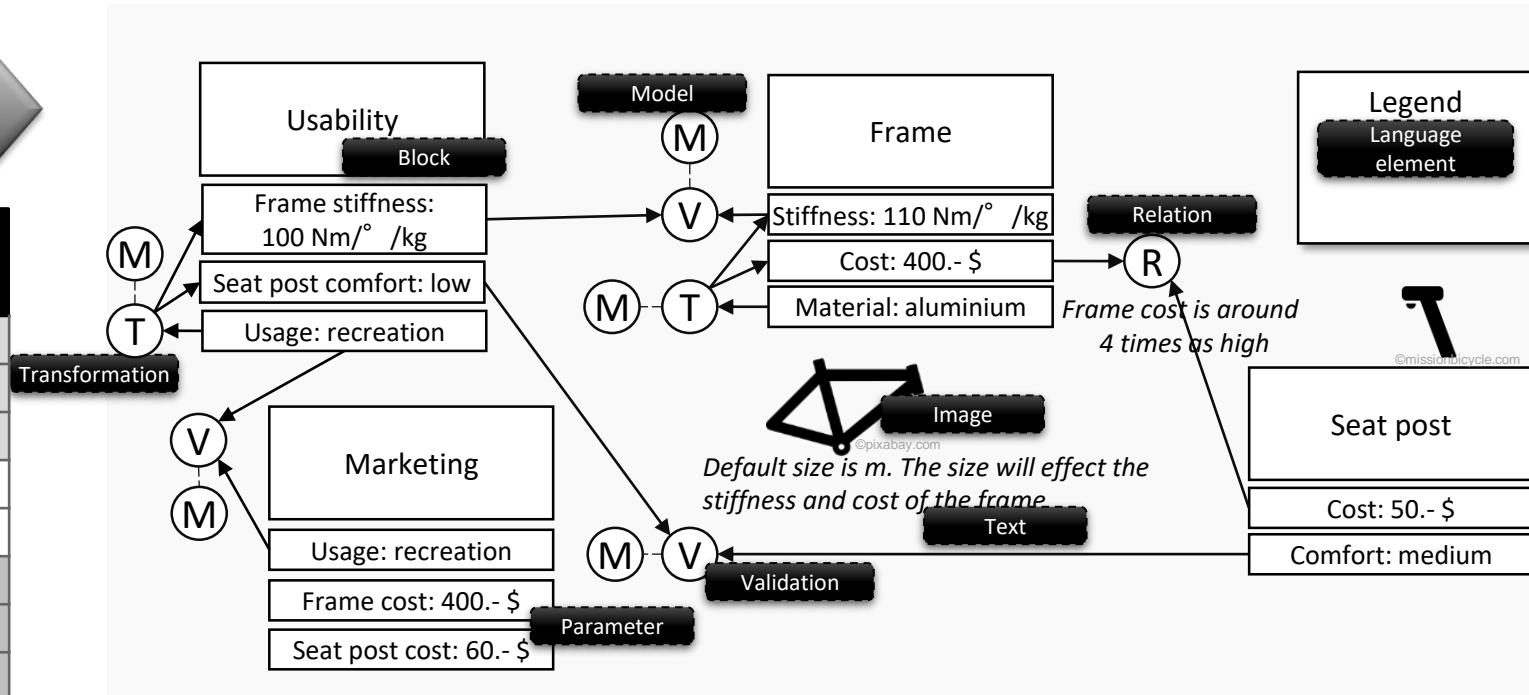 Usability
Block
Frame stiffness:
100 Nm/° /kg
Seat post comfort: low
Usage: recreation
M
T
Transformation
V
M
Marketing
Usage: recreation
Frame cost: 400.- $
Seat post cost: 60.- $
Parameter
Model
M
V
Frame
Stiffness: 110 Nm/° /kg
Cost: 400.- $
Material: aluminium
M
T
Relation
R
Frame cost is around
4 times as high
Image
©pixabay.com
Default size is m. The size will effect the
stiffness and cost of the frame
Text
M
V
Validation
Legend
Language
element
©missionbicycle.com
Seat post
Cost: 50.- $
Comfort: medium